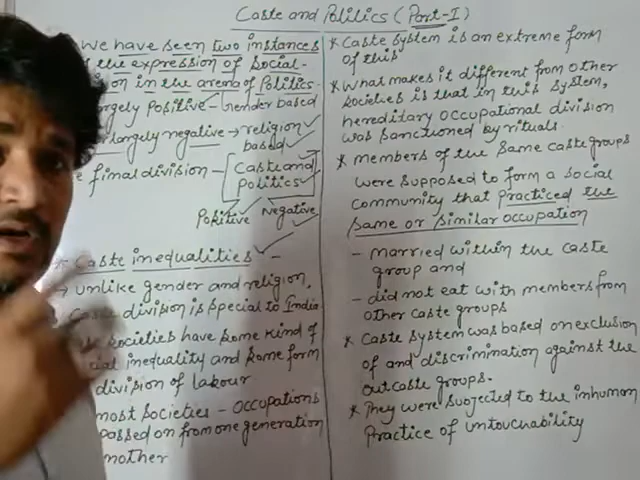 Caste and Politics (Part-I)
We have seen two instances
the expression of social
on in the arena of Politics.
largely positive - Gender based
largely negative → religion
based
final division - Caste and
Politics
Positive Negative
* Caste inequalities -
→ unlike gender and religion,
Caste division is special to India
societies have some kind of
inequality and some form
division of labour
most societies - occupations
passed on from one generation
* Caste system is an extreme form
of this
* What makes it different from other
societies is that in this system,
hereditary occupational division
was sanctioned by rituals.
* members of the same caste groups
were supposed to form a social
community that practiced the
same or similar occupation
- married within the caste
group and
- did not eat with members from
other caste groups
* Caste system was based on exclusion
of and discrimination against the
outcaste groups.
* They were subjected to the inhuman
Practice of untouchability